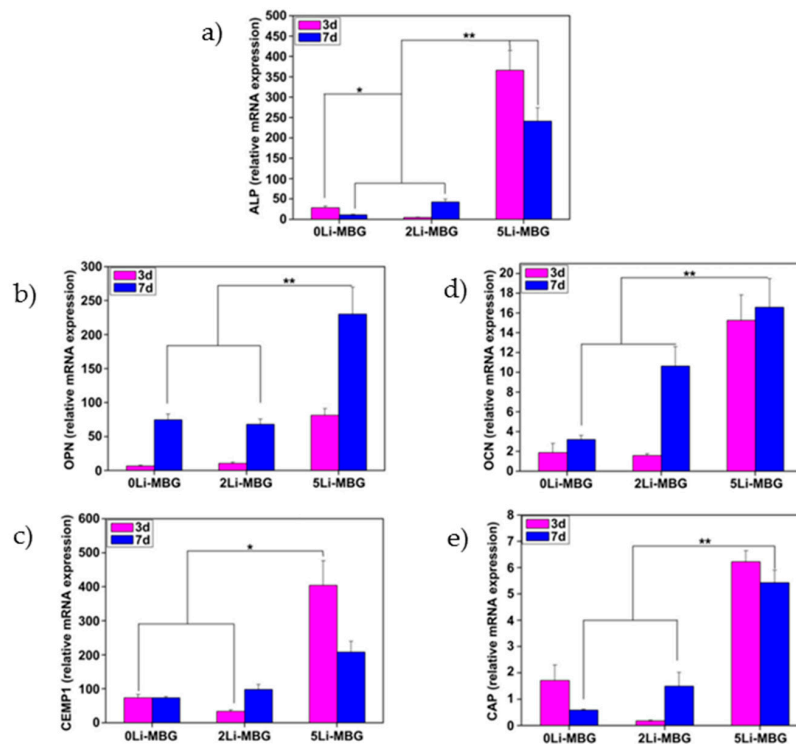 a)
ALP (relative mRNA expression)
500
450
400
350
300
250
200
150
100
50
0
3d
7d
*
**
0Li-MBG 2Li-MBG 5Li-MBG
b)
OPN (relative mRNA expression)
300
250
200
150
100
50
0
3d
7d
**
0Li-MBG 2Li-MBG 5Li-MBG
d)
OCN (relative mRNA expression)
20
18
16
14
12
10
8
6
4
2
0
3d
7d
**
0Li-MBG 2Li-MBG 5Li-MBG
c)
CEMP1 (relative mRNA expression)
600
500
400
300
200
100
0
3d
7d
*
0Li-MBG 2Li-MBG 5Li-MBG
e)
CAP (relative mRNA expression)
8
7
6
5
4
3
2
1
0
3d
7d
**
0Li-MBG 2Li-MBG 5Li-MBG